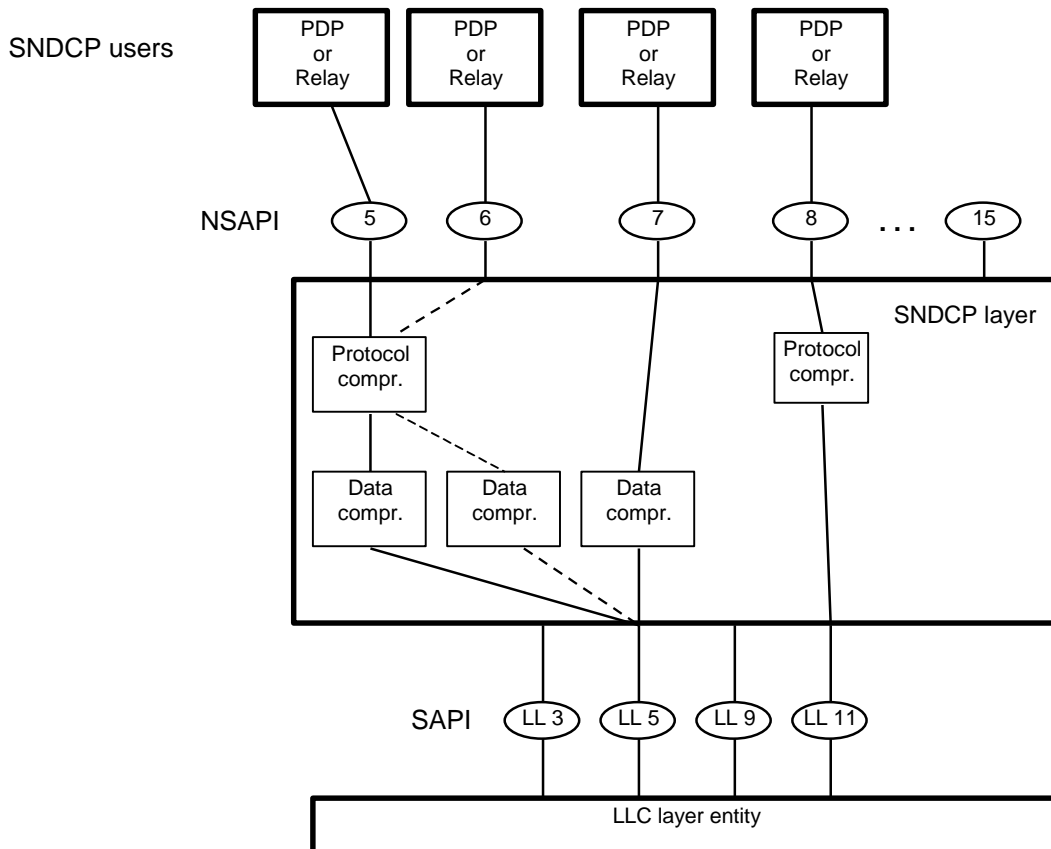 SNDCP users
PDP
or
Relay
PDP
or
Relay
PDP
or
Relay
PDP
or
Relay
NSAPI
5
6
7
8
. . .
15
SNDCP layer
Protocol
compr.
Protocol
compr.
Data
compr.
Data
compr.
Data
compr.
SAPI
LL 3
LL 5
LL 9
LL 11
LLC layer entity